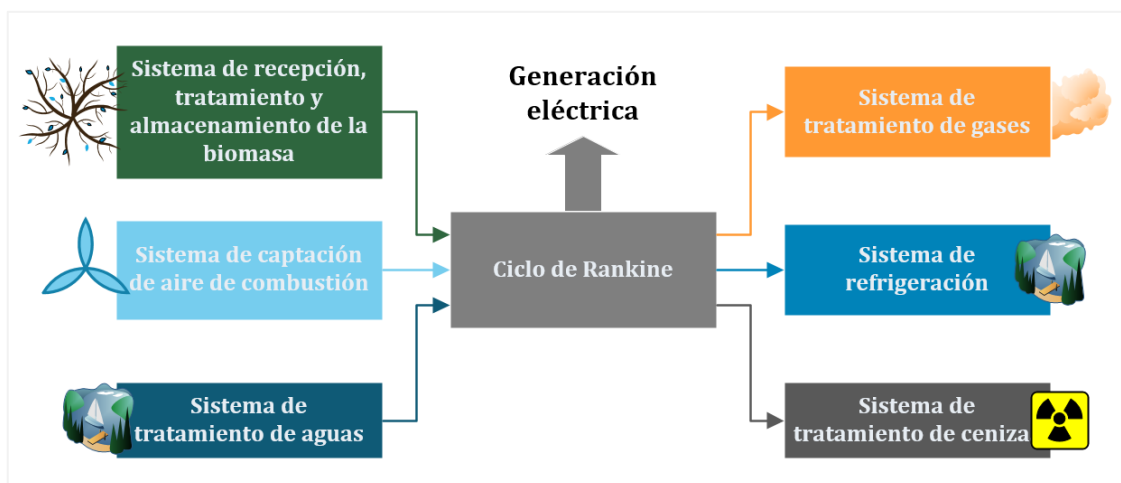 Sistema de recepción,
tratamiento y
almacenamiento de la
biomasa
Generación
eléctrica
Sistema de
tratamiento de gases
Sistema de captación
de aire de combustión
Ciclo de Rankine
Sistema de
refrigeración
Sistema de
tratamiento de aguas
Sistema de
tratamiento de ceniza